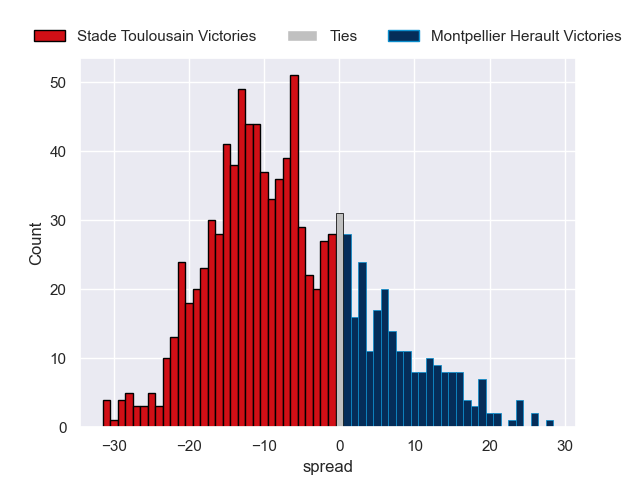 Stade Toulousain Victories Ties Montpellier Herault Victories
50
40
30
20
10
0
Count
−30 −20 −10 0 10 20 30
spread